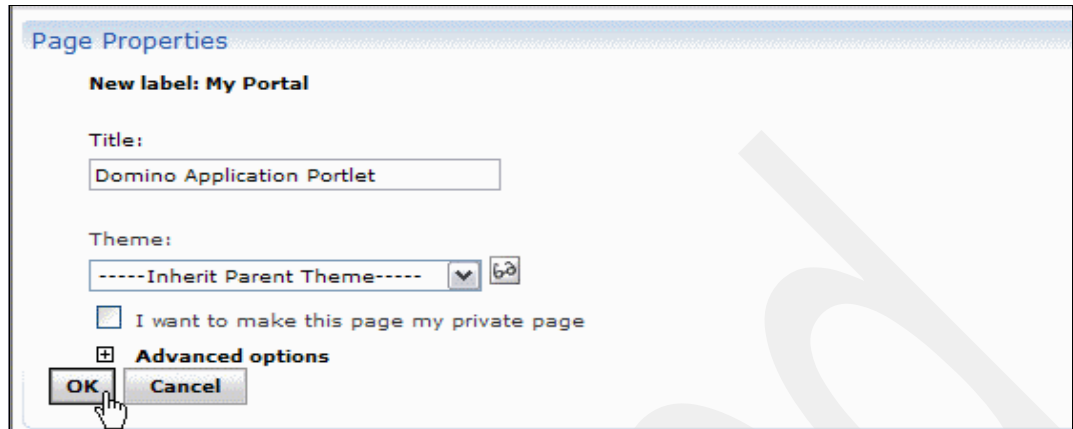 Page Properties
New label: My Portal
Title:
Domino Application Portlet
Theme:
-----Inherit Parent Theme-----
I want to make this page my private page
Advanced options
OK Cancel